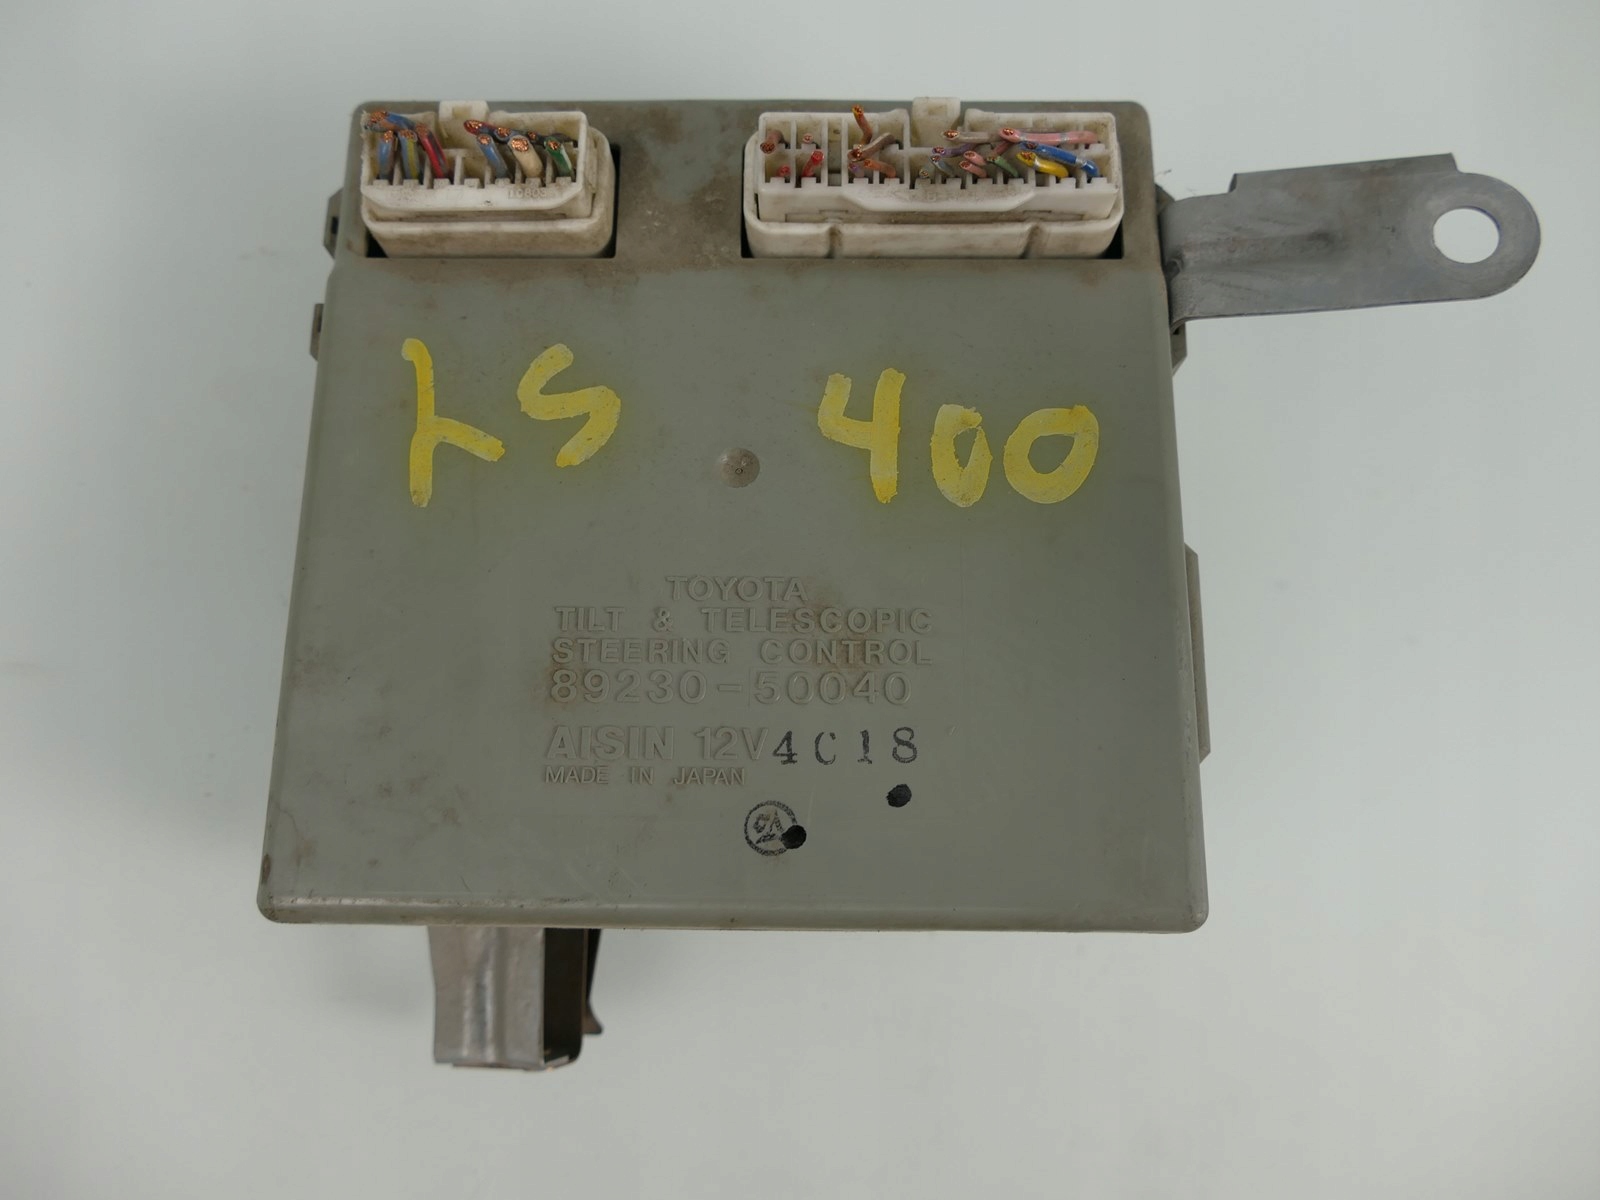 LS 400
TOYOTA
TILT & TELESCOPIC
STEERING CONTROL
89230-50040
AISIN 12V 4C18
MADE IN JAPAN